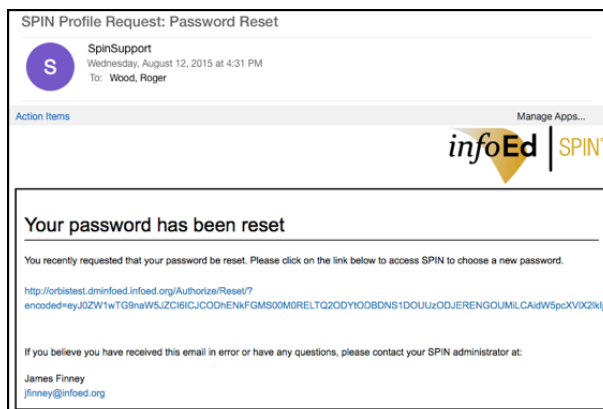 SPIN Profile Request: Password Reset
S
SpinSupport
Wednesday, August 12, 2015 at 4:31 PM
To: Wood, Roger
Action Items
Manage Apps...
infoEd | SPIN
Your password has been reset
You recently requested that your password be reset. Please click on the link below to access SPIN to choose a new password.
http://orbistest.dminfoed.infoed.org/Authorize/Reset/?
If you believe you have received this email in error or have any questions, please contact your SPIN administrator at:
James Finney
jfinney@infoed.org